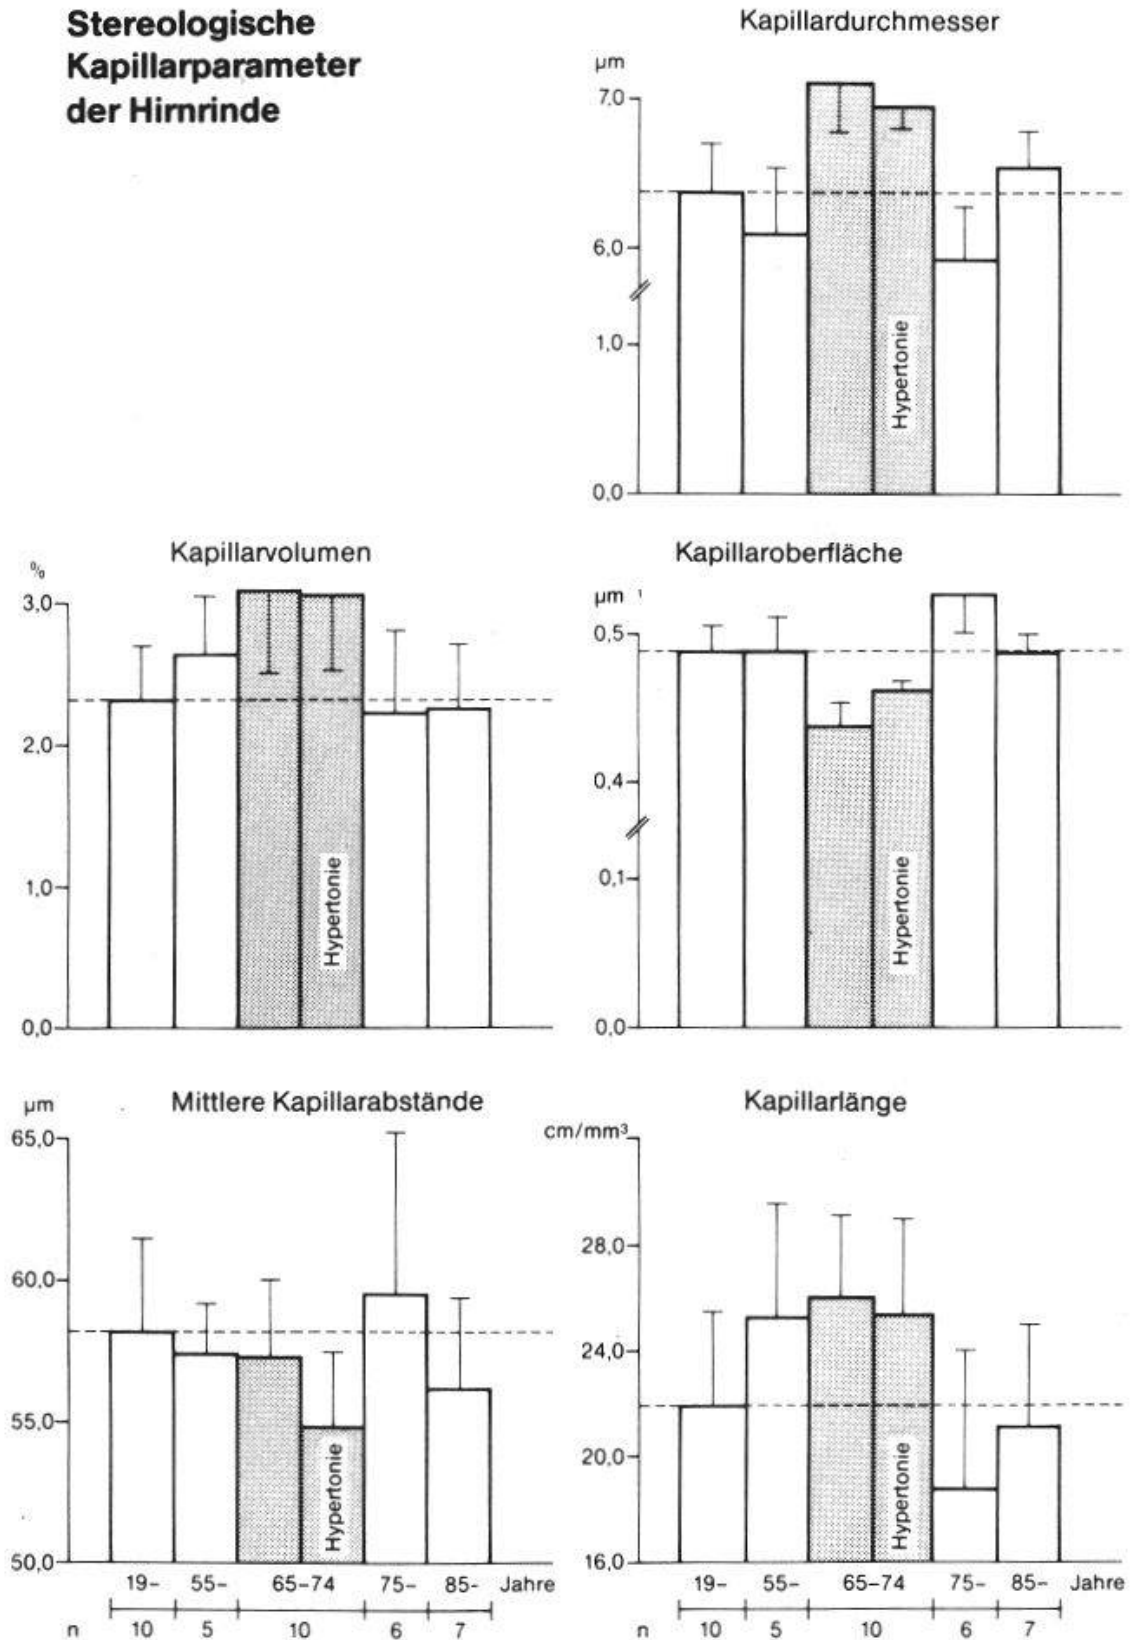 Stereologische
Kapillarparameter
der Hirnrinde
Kapillardurchmesser
µm
7,0
6,0
1,0
0,0
Hypertonie
Kapillarvolumen
%
3,0
2,0
1,0
0,0
Hypertonie
Kapillaroberfläche
µm ¹
0,5
0,4
0,1
0,0
Hypertonie
Mittlere Kapillarabstände
µm
65,0
60,0
55,0
50,0
Hypertonie
19- 55- 65-74 75- 85- Jahre
n 10 5 10 6 7
Kapillarlänge
cm/mm³
28,0
24,0
20,0
16,0
Hypertonie
19- 55- 65-74 75- 85- Jahre
n 10 5 10 6 7